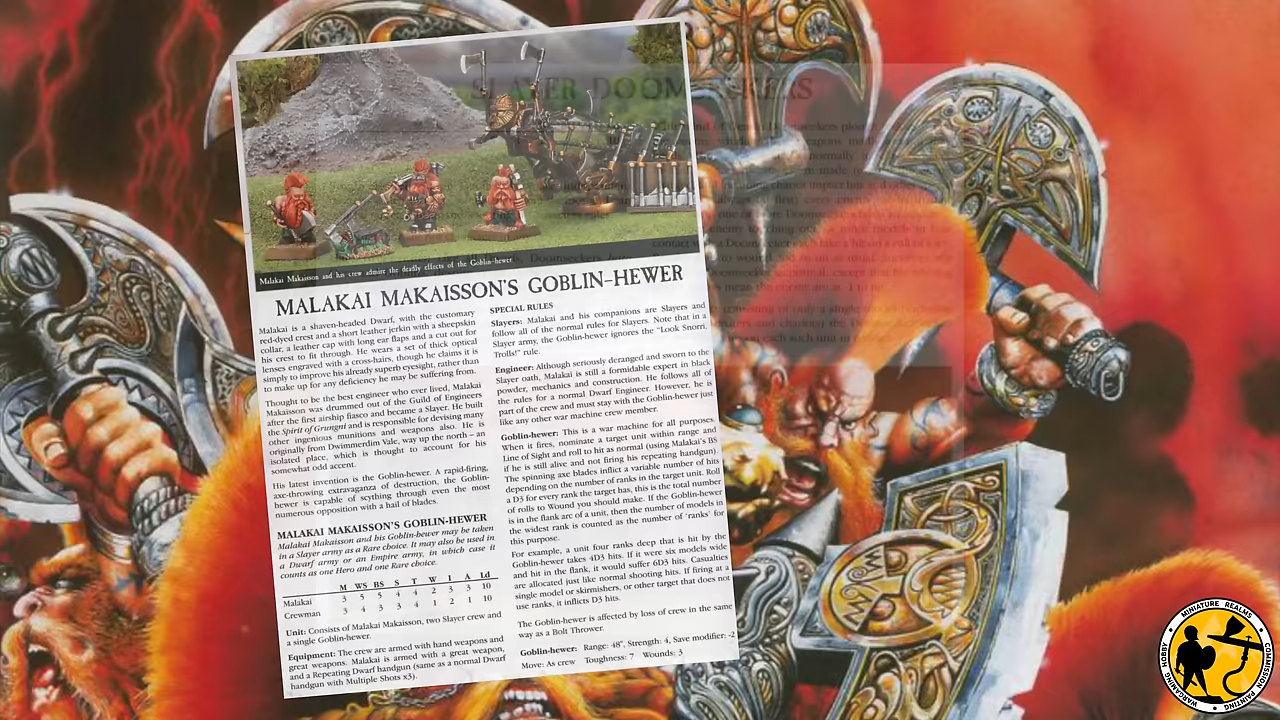 SLAYER DOOM
Malakai Makaisson and his crew admire the deadly effects of the Goblin-hewer.
MALAKAI MAKAISSON'S GOBLIN-HEWER
Malakai is a shaven-headed Dwarf, with the customary
red-dyed crest and a short leather jerkin with a sheepskin
collar, a leather cap with long ear flaps and a cut out for
his crest to fit through. He wears a set of thick optical
lenses engraved with a cross-hairs, though he claims it is
simply to improve his already superb eyesight, rather than
to make up for any deficiency he may be suffering from.
Thought to be the best engineer who ever lived, Malakai
Makaisson was drummed out of the Guild of Engineers
after the first airship fiasco and became a Slayer. He built
the Spirit of Grungni and is responsible for devising many
other ingenious munitions and weapons also. He is
originally from Dwimmerdim Vale, way up the north – an
isolated place, which is thought to account for his
somewhat odd accent.
His latest invention is the Goblin-hewer. A rapid-firing,
axe-throwing extravaganza of destruction, the Goblin-
hewer is capable of scything through even the most
numerous opposition with a hail of blades.
MALAKAI MAKAISSON'S GOBLIN-HEWER
Malakai Makaisson and his Goblin-hewer may be taken
in a Slayer army as a Rare choice. It may also be used in
a Dwarf army or an Empire army, in which case it
counts as one Hero and one Rare choice.
M WS BS S T W I A Ld
Malakai 3 5 5 4 4 2 3 3 10
Crewman 3 4 3 3 4 1 2 1 10
Unit: Consists of Malakai Makaisson, two Slayer crew and
a single Goblin-hewer.
Equipment: The crew are armed with hand weapons and
great weapons. Malakai is armed with a great weapon,
and a Repeating Dwarf handgun (same as a normal Dwarf
handgun with Multiple Shots x3).
SPECIAL RULES
Slayers: Malakai and his companions are Slayers and
follow all of the normal rules for Slayers. Note that in a
Slayer army, the Goblin-hewer ignores the "Look Snorri,
Trolls!" rule.
Engineer: Although seriously deranged and sworn to the
Slayer oath, Malakai is still a formidable expert in black
powder, mechanics and construction. He follows all of
the rules for a normal Dwarf Engineer. However, he is
part of the crew and must stay with the Goblin-hewer just
like any other war machine crew member.
Goblin-hewer: This is a war machine for all purposes.
When it fires, nominate a target unit within range and
Line of Sight and roll to hit as normal (using Malakai's BS
if he is still alive and not firing his repeating handgun).
The spinning axe blades inflict a variable number of hits
depending on the number of ranks in the target unit. Roll
a D3 for every rank the target has, this is the total number
of rolls to Wound you should make. If the Goblin-hewer
is in the flank arc of a unit, then the number of models in
the widest rank is counted as the number of 'ranks' for
this purpose.
For example, a unit four ranks deep that is hit by the
Goblin-hewer takes 4D3 hits. If it were six models wide
and hit in the flank, it would suffer 6D3 hits. Casualties
are allocated just like normal shooting hits. If firing at a
single model or skirmishers, or other target that does not
use ranks, it inflicts D3 hits.
The Goblin-hewer is affected by loss of crew in the same
way as a Bolt Thrower.
Goblin-hewer: Range: 48", Strength: 4, Save modifier: -2
Move: As crew Toughness: 7 Wounds: 3
MINIATURE REALMS
WARGAMING HOBBY
COMMISSION PAINTING